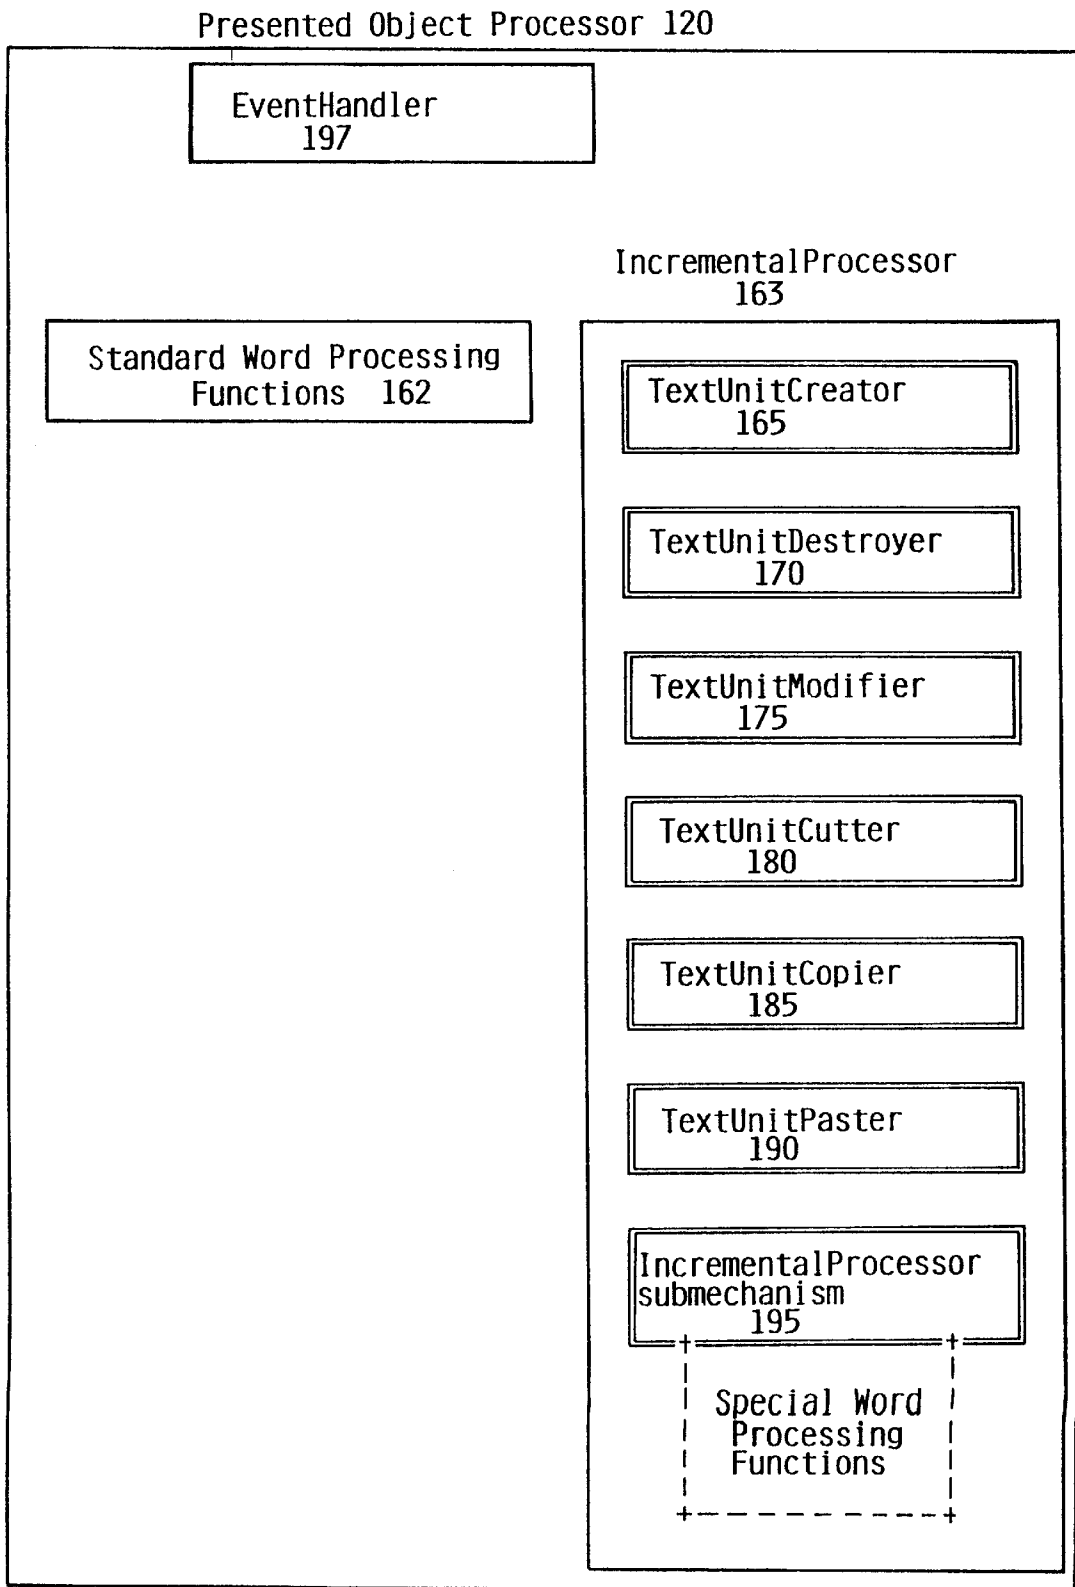 Presented Object Processor 120
EventHandler
197
IncrementalProcessor
163
Standard Word Processing
Functions 162
TextUnitCreator
165
TextUnitDestroyer
170
TextUnitModifier
175
TextUnitCutter
180
TextUnitCopier
185
TextUnitPaster
190
IncrementalProcessor
submechanism
195
Special Word
Processing
Functions